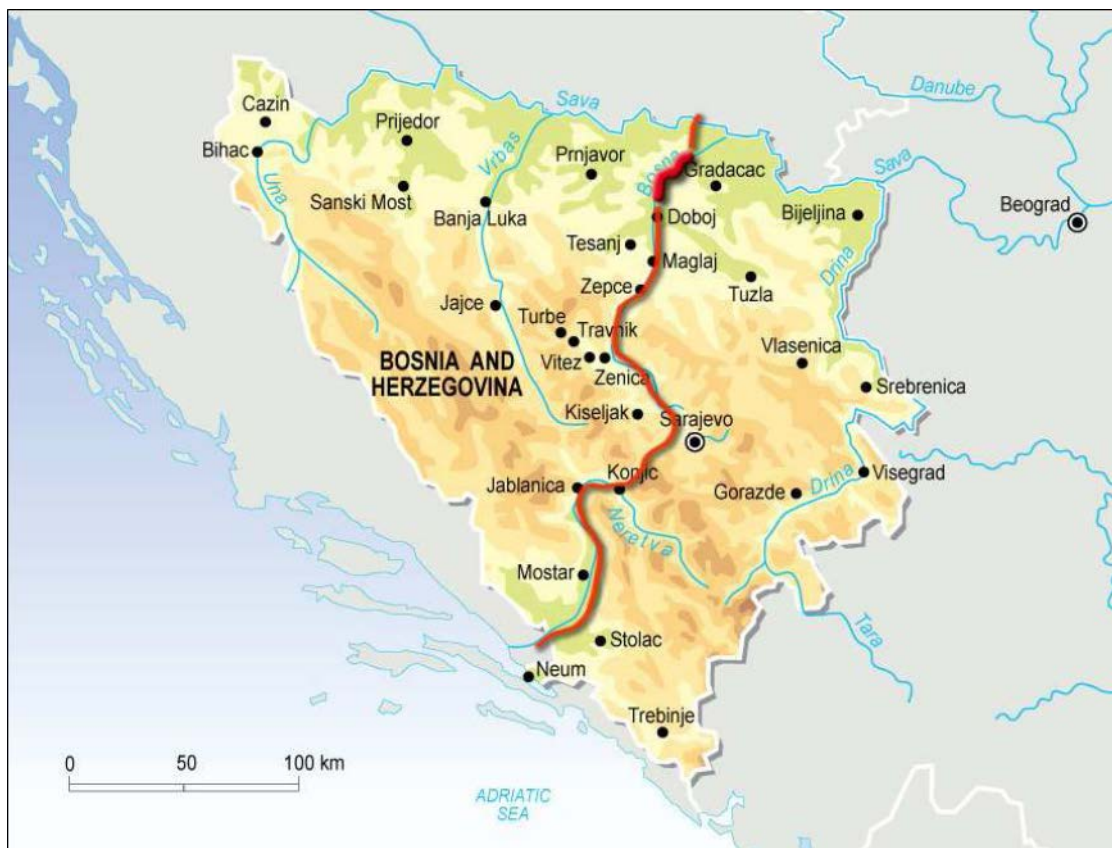 Danube
Cazin
Sava
Prijedor
Vrbas
Prnjavor
Bosna
Bihac
Gradacac
Sava
Una
Sanski Most
Banja Luka
Doboj
Bijeljina
Beograd
Tesanj
Maglaj
Drina
Zepce
Tuzla
Jajce
Turbe
Travnik
BOSNIA AND
HERZEGOVINA
Vitez
Zenica
Vlasenica
Srebrenica
Kiseljak
Sarajevo
Jablanica
Konjic
Gorazde
Drina
Visegrad
Neretva
Mostar
Stolac
Tara
Neum
Trebinje
0 50 100 km
ADRIATIC
SEA